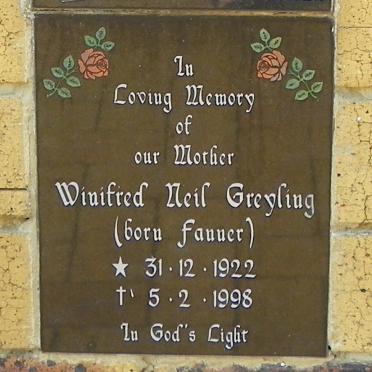 In
Loving Memory
of
our Mother
Winifred Neil Greyling
(born Fanner)
★ 31·12·1922
† 5·2·1998
In God's Light